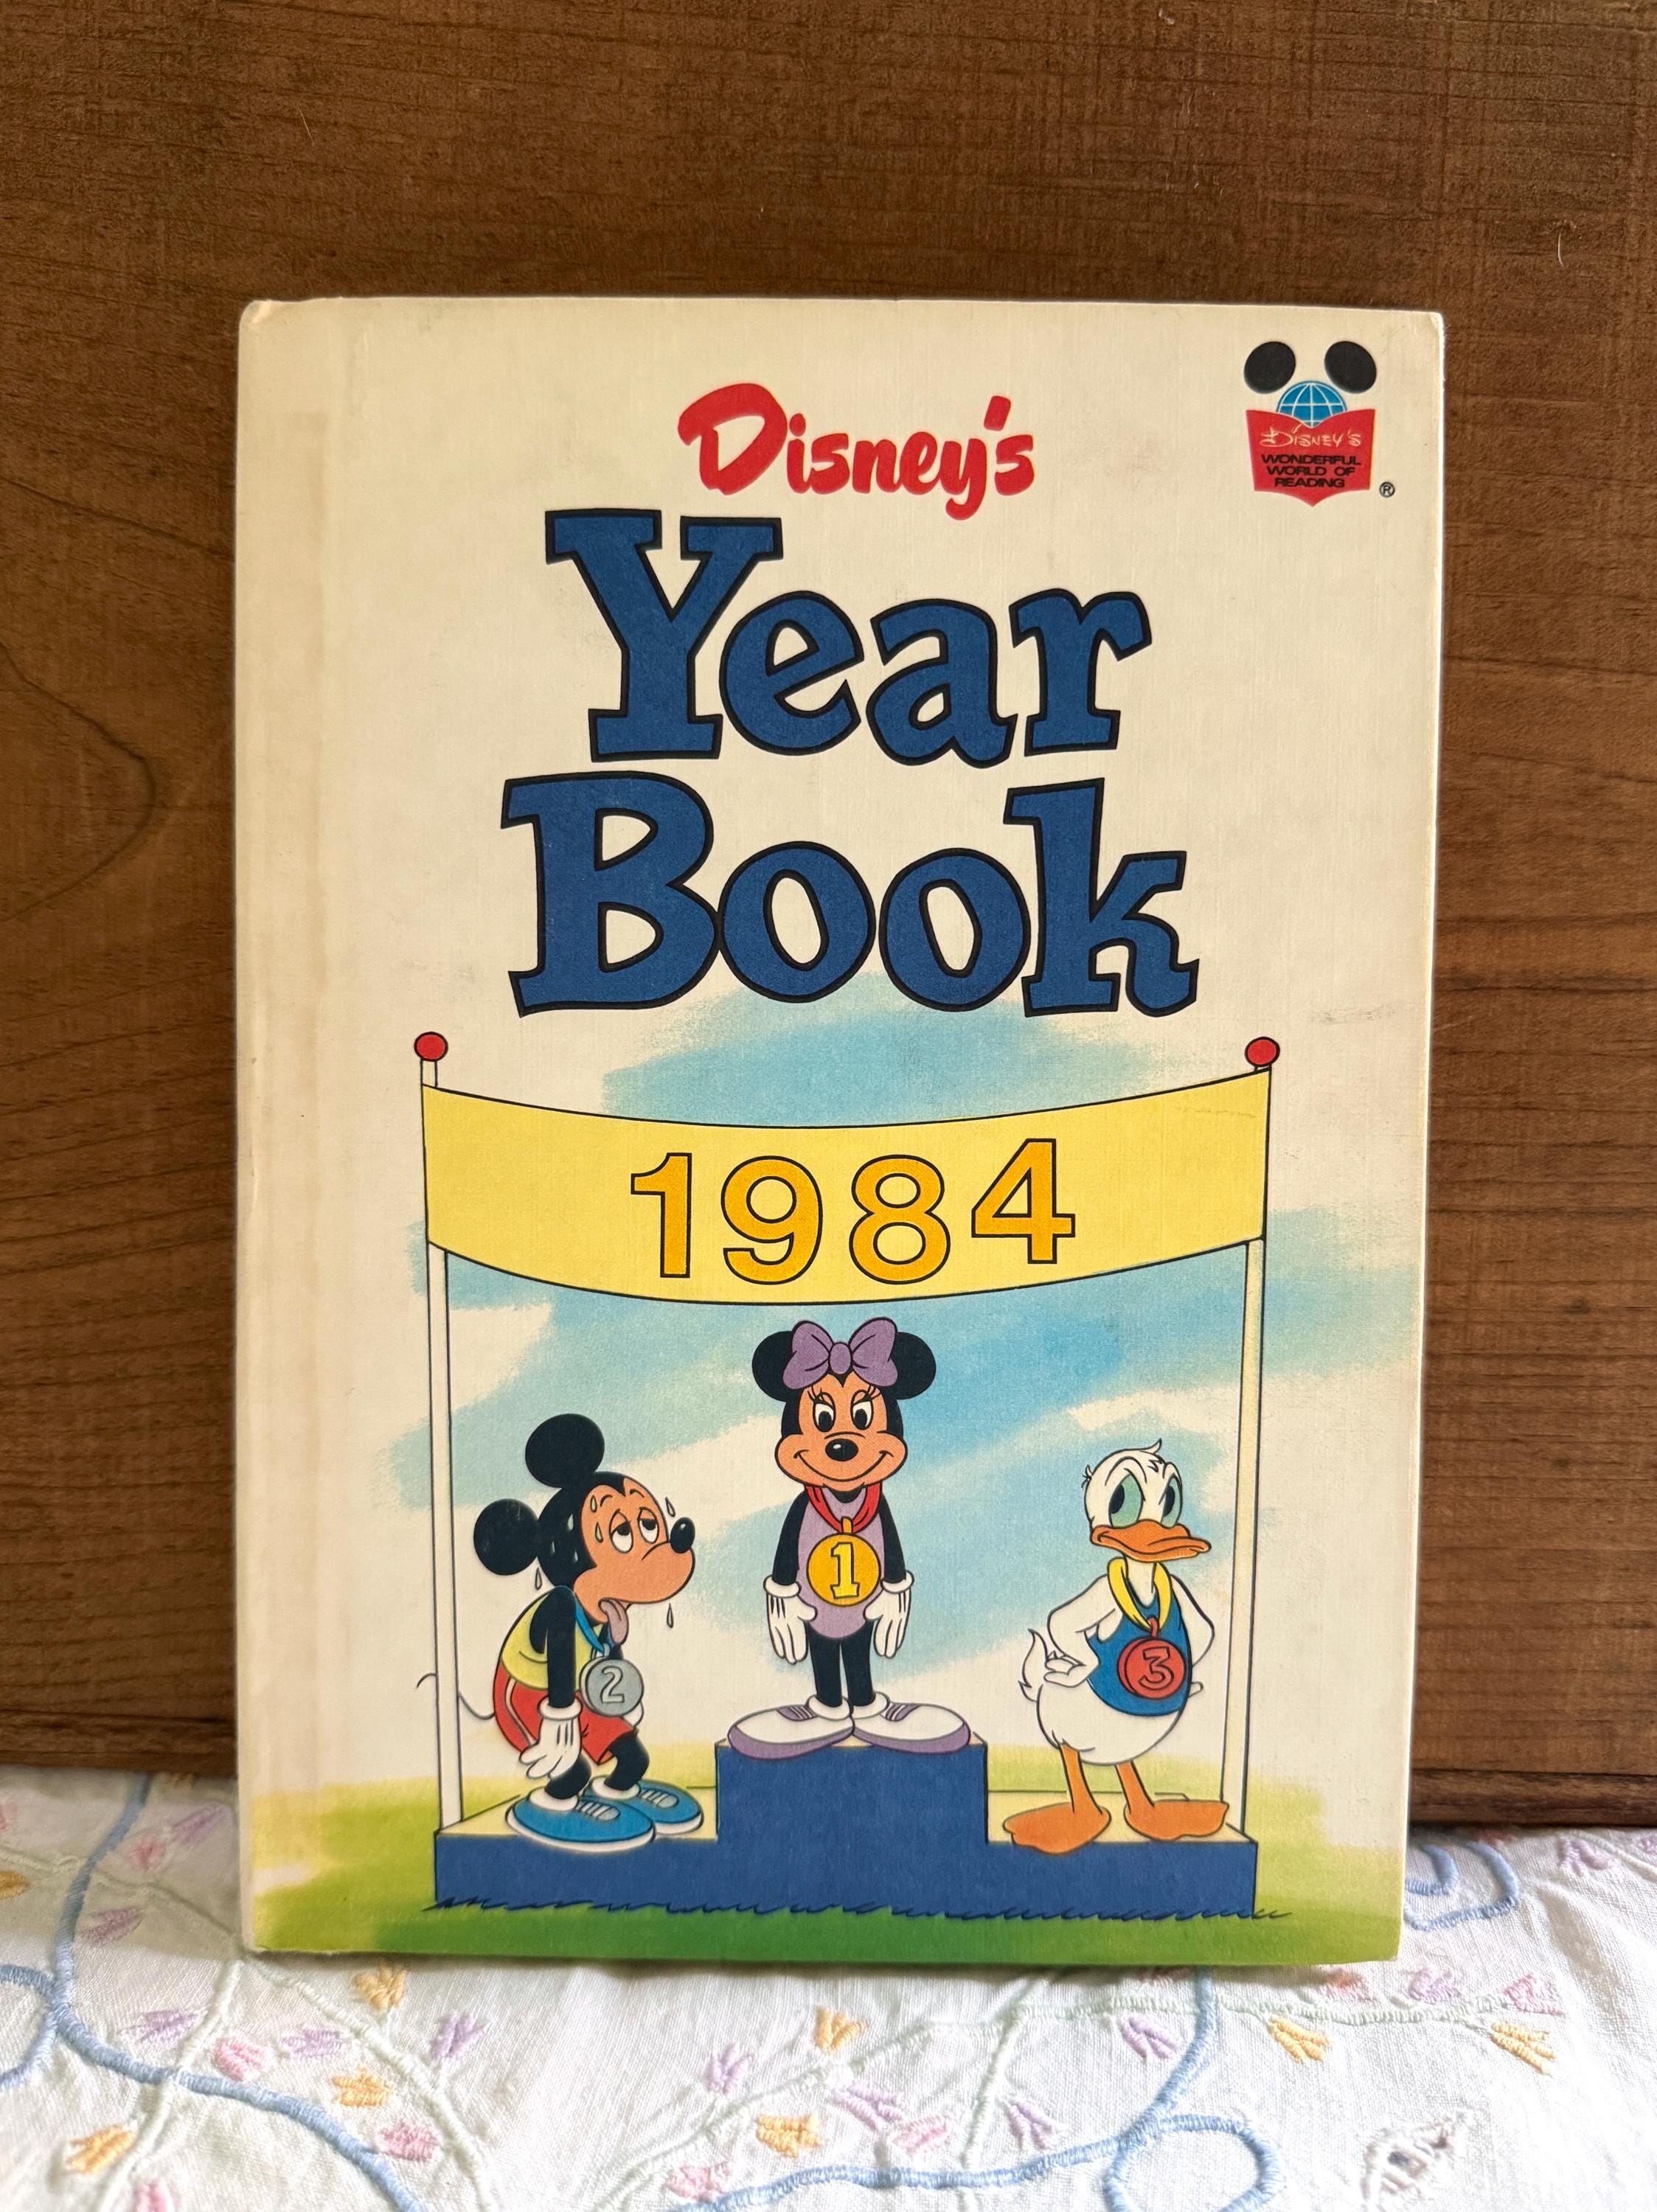 Disney's
DISNEY'S
WONDERFUL
WORLD OF
READING
®
Year
Book
1984
1
2
3